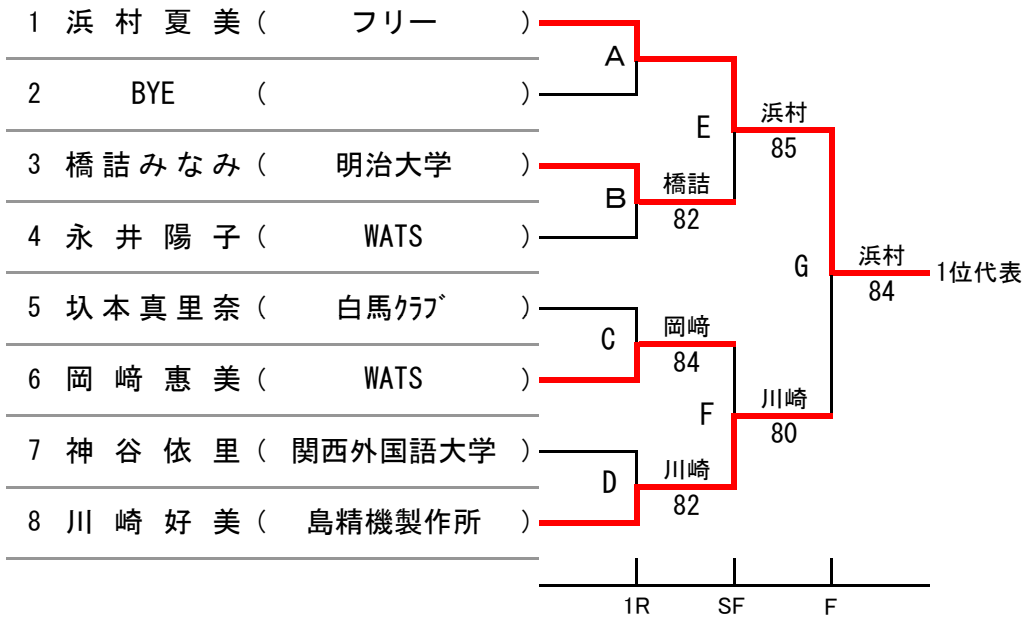 1 浜村夏美( フリー )
A
2 BYE ( )
浜村
E
85
3 橋詰みなみ( 明治大学 )
橋詰
B
82
4 永井陽子( WATS )
浜村
G
1位代表
84
5 圦本真里奈( 白馬ｸﾗﾌﾞ )
岡﨑
C
84
6 岡﨑惠美( WATS )
川崎
F
80
7 神谷依里( 関西外国語大学 )
川崎
D
82
8 川崎好美( 島精機製作所 )
1R SF F